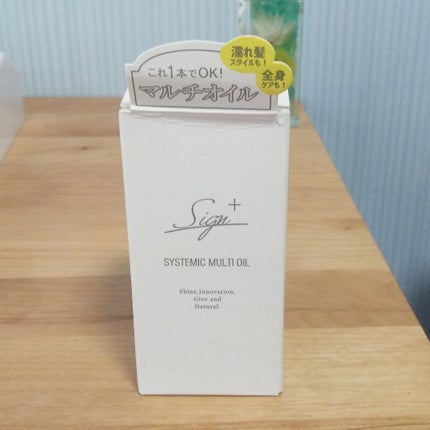 濡れ髪
スタイルも!
全身
ケアも!
これ1本でOK!
マルチオイル
Sign+
SYSTEMIC MULTI OIL
Shine,Innovation,
Give and
Natural.